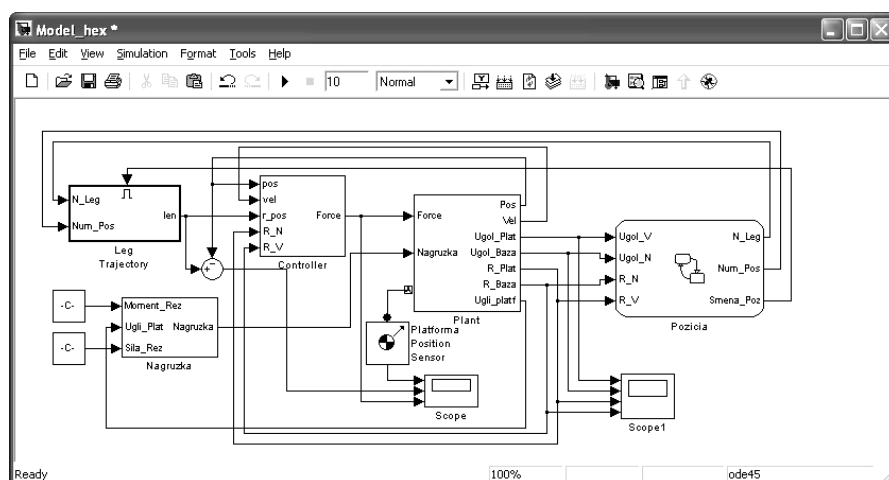 Model_hex *
File Edit View Simulation Format Tools Help
10 Normal
N_Leg
Num_Pos
len
Leg
Trajectory
pos
vel
r_pos
R_N
R_V
Force
Controller
Force
Nagruzka
Pos
Vel
Ugol_Plat
Ugol_Baza
R_Plat
R_Baza
Ugli_platf
Plant
Ugol_V
Ugol_N
R_N
R_V
N_Leg
Num_Pos
Smena_Poz
Pozicia
-C-
-C-
Moment_Rez
Ugli_Plat
Sila_Rez
Nagruzka
Nagruzka
Platforma
Position
Sensor
Scope
Scope1
Ready 100% ode45